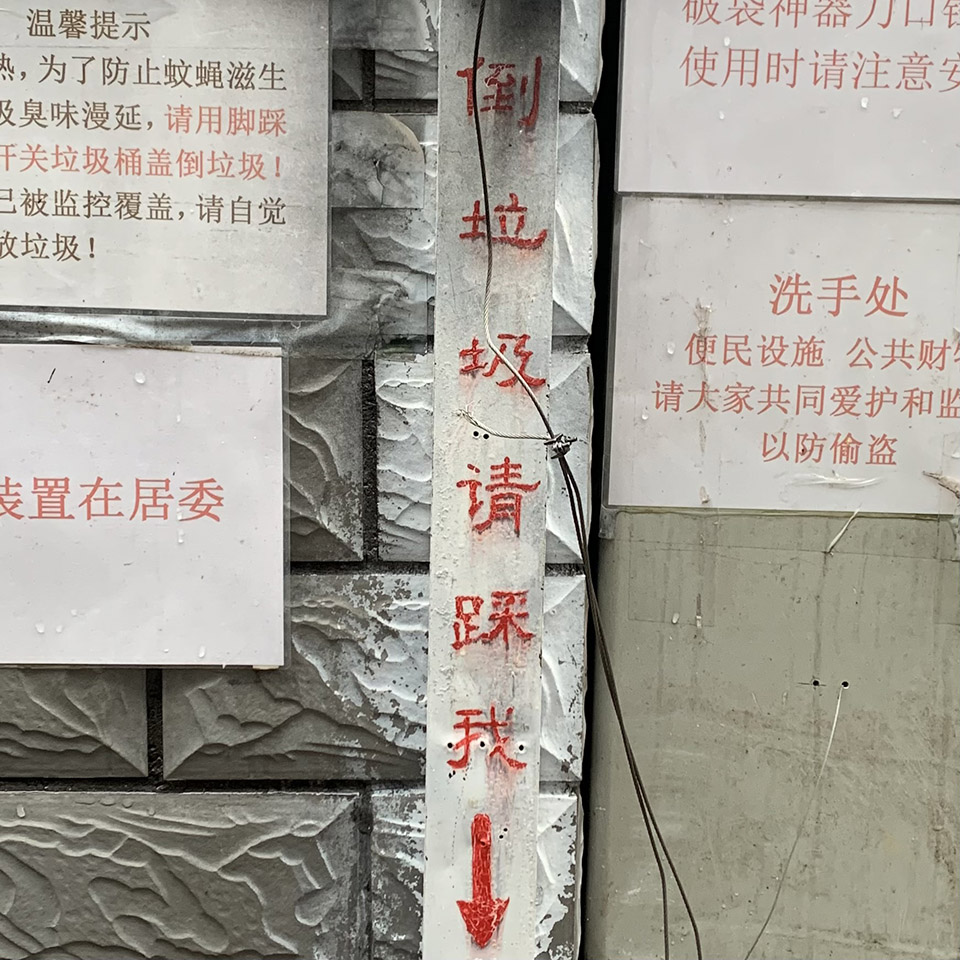 温馨提示
热，为了防止蚊蝇滋生
圾臭味漫延，请用脚踩
开关垃圾桶盖倒垃圾！
已被监控覆盖，请自觉
放垃圾！
装置在居委
倒垃圾请踩我
破袋神器刀口
使用时请注意安
洗手处
便民设施 公共财
请大家共同爱护和监
以防偷盗